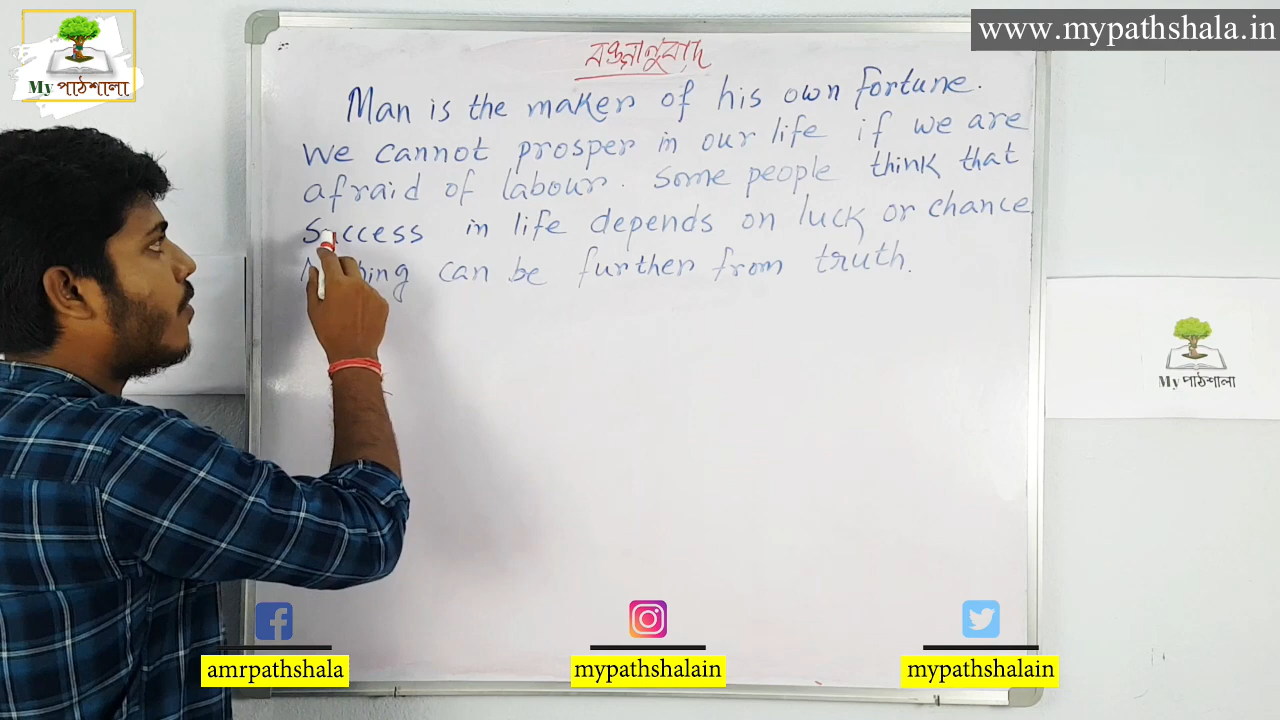 www.mypathshala.in
My পাঠশালা
বঙ্গানুবাদ
Man is the maker of his own fortune.
We cannot prosper in our life if we are
afraid of labour. Some people think that
Success in life depends on luck or chance
can be further from truth.
My পাঠশালা
amrpathshala
mypathshalain
mypathshalain